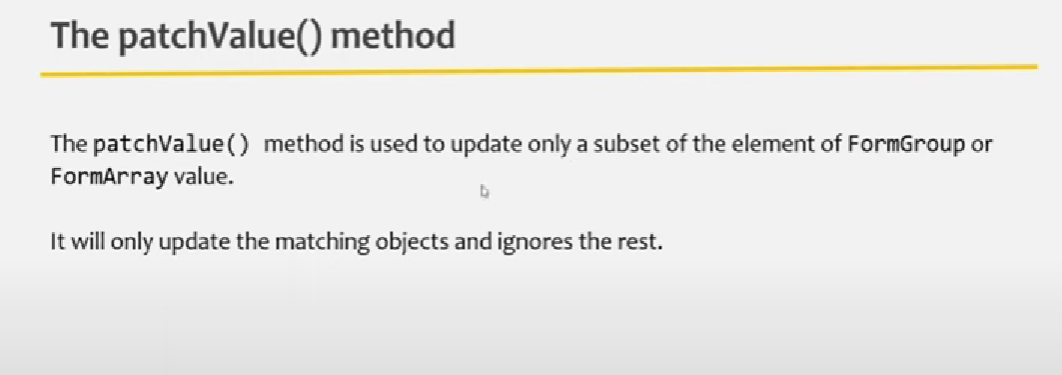 The patchValue() method
The patchValue() method is used to update only a subset of the element of FormGroup or
FormArray value.
It will only update the matching objects and ignores the rest.